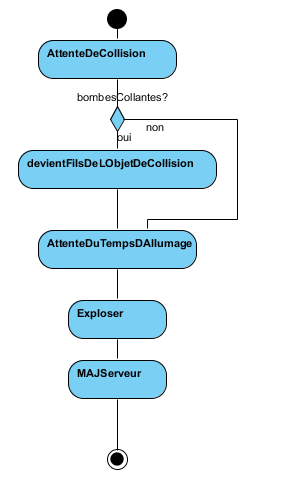 AttenteDeCollision
bombesCollantes?
non
oui
devientFilsDeLObjetDeCollision
AttenteDuTempsDAllumage
Exploser
MAJServeur